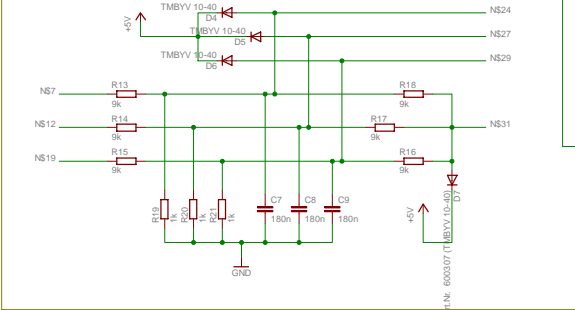 TMBYV 10-40
D4
N$24
+5V
TMBYV 10-40
D5
N$27
TMBYV 10-40
D6
N$29
N$7
R13
9k
R18
9k
N$12
R14
9k
R17
9k
N$31
N$19
R15
9k
R16
9k
R19
1k
R20
1k
R21
1k
C7
180n
C8
180n
C9
180n
D7
+5V
rt.Nr. 600307 (TMBYV 10-40)
GND